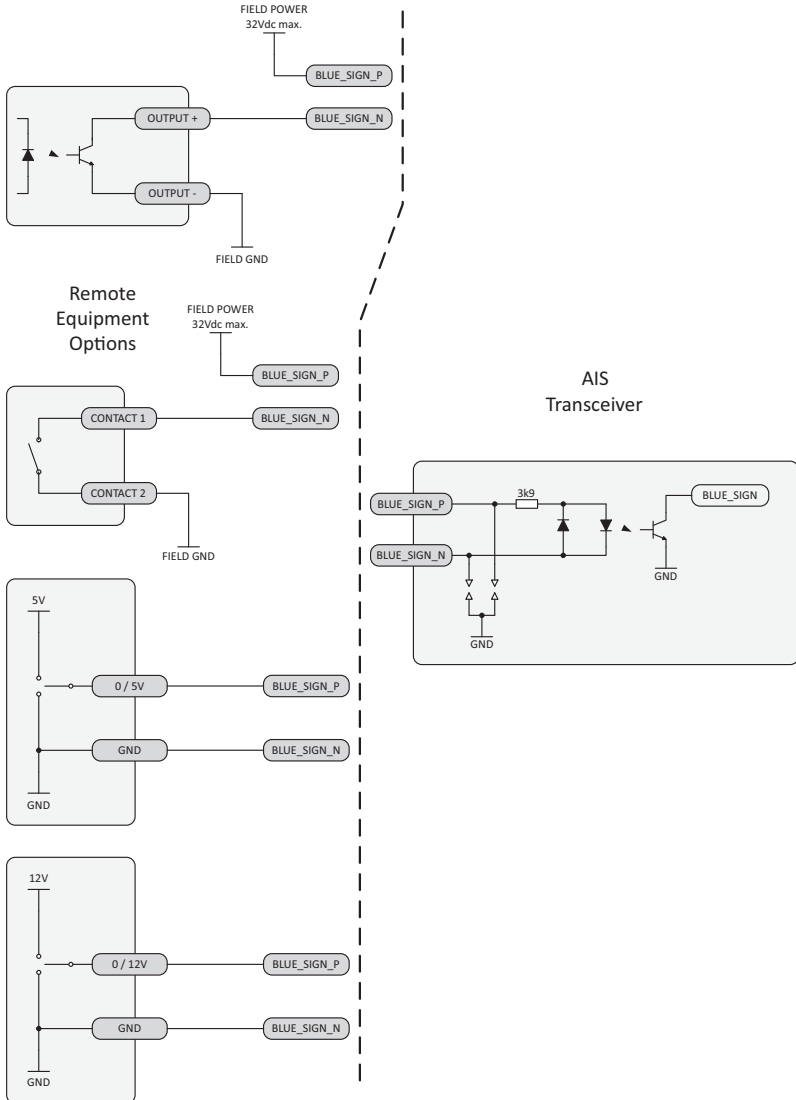 FIELD POWER
32Vdc max.
BLUE_SIGN_P
OUTPUT +
BLUE_SIGN_N
OUTPUT -
FIELD GND
Remote
Equipment
Options
FIELD POWER
32Vdc max.
BLUE_SIGN_P
CONTACT 1
BLUE_SIGN_N
CONTACT 2
FIELD GND
5V
0 / 5V
BLUE_SIGN_P
GND
BLUE_SIGN_N
GND
12V
0 / 12V
BLUE_SIGN_P
GND
BLUE_SIGN_N
GND
AIS
Transceiver
BLUE_SIGN_P
3k9
BLUE_SIGN
BLUE_SIGN_N
GND
GND